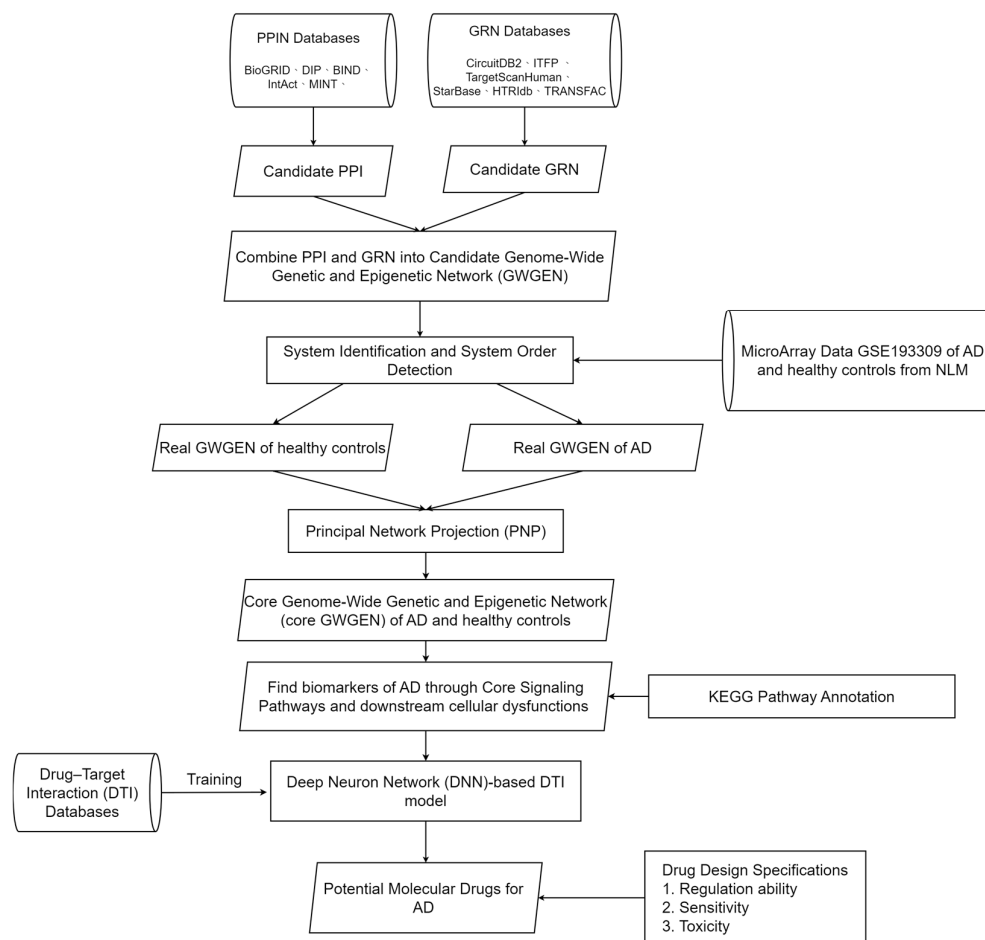 PPIN Databases
BioGRID、DIP、BIND、
IntAct、MINT、
GRN Databases
CircuitDB2、ITFP、
TargetScanHuman、
StarBase、HTRIdb、TRANSFAC
Candidate PPI
Candidate GRN
Combine PPI and GRN into Candidate Genome-Wide
Genetic and Epigenetic Network (GWGEN)
System Identification and System Order
Detection
MicroArray Data GSE193309 of AD
and healthy controls from NLM
Real GWGEN of healthy controls
Real GWGEN of AD
Principal Network Projection (PNP)
Core Genome-Wide Genetic and Epigenetic Network
(core GWGEN) of AD and healthy controls
Find biomarkers of AD through Core Signaling
Pathways and downstream cellular dysfunctions
KEGG Pathway Annotation
Drug–Target
Interaction (DTI)
Databases
Training
Deep Neuron Network (DNN)-based DTI
model
Potential Molecular Drugs for
AD
Drug Design Specifications
1. Regulation ability
2. Sensitivity
3. Toxicity